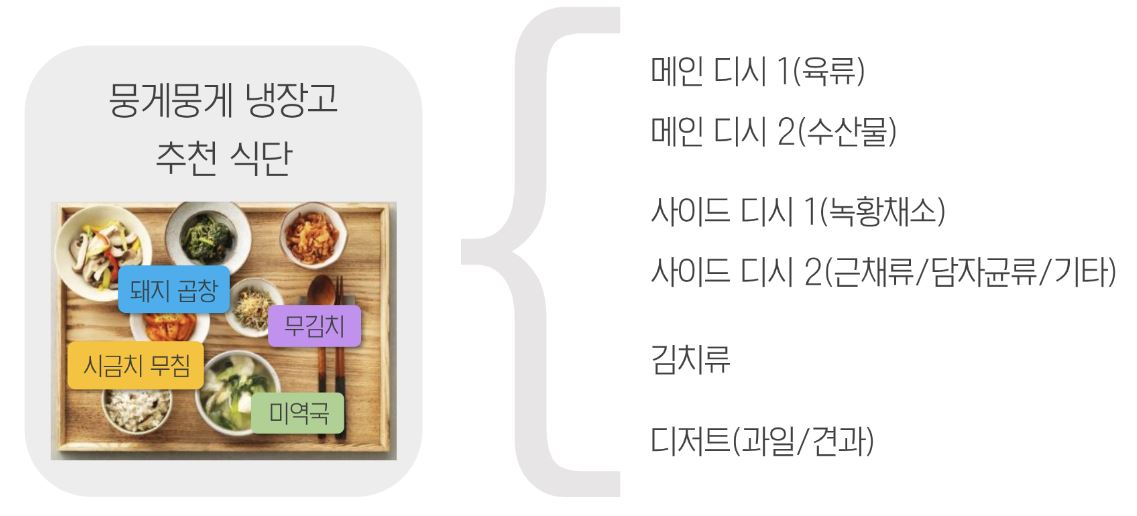 뭉게뭉게 냉장고
추천 식단
돼지 곱창
무김치
시금치 무침
미역국
메인 디시 1(육류)
메인 디시 2(수산물)
사이드 디시 1(녹황채소)
사이드 디시 2(근채류/담자균류/기타)
김치류
디저트(과일/견과)